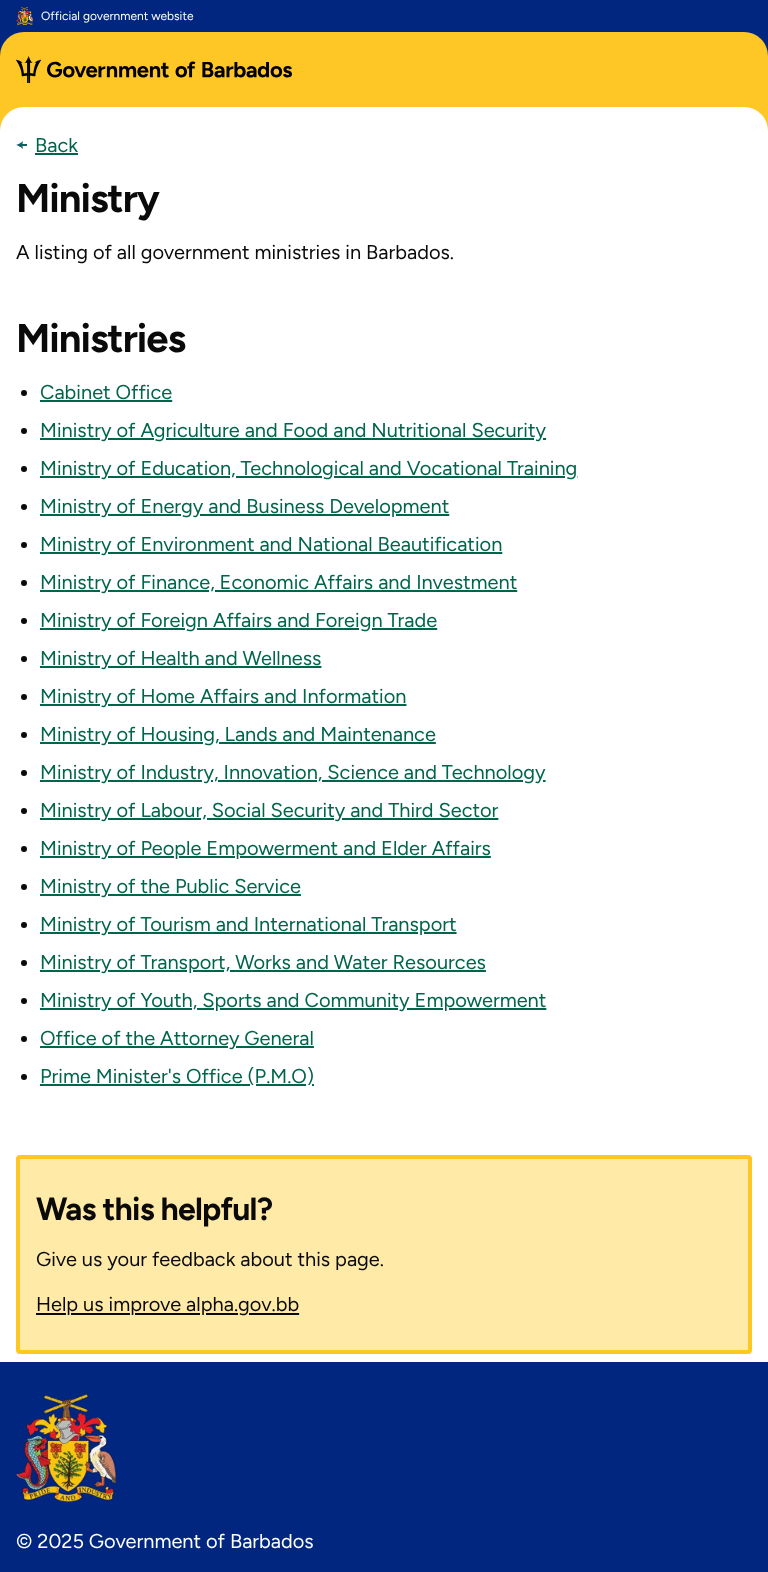 Official government website
Government of Barbados
Back
Ministry
A listing of all government ministries in Barbados.
Ministries
Cabinet Office
Ministry of Agriculture and Food and Nutritional Security
Ministry of Education, Technological and Vocational Training
Ministry of Energy and Business Development
Ministry of Environment and National Beautification
Ministry of Finance, Economic Affairs and Investment
Ministry of Foreign Affairs and Foreign Trade
Ministry of Health and Wellness
Ministry of Home Affairs and Information
Ministry of Housing, Lands and Maintenance
Ministry of Industry, Innovation, Science and Technology
Ministry of Labour, Social Security and Third Sector
Ministry of People Empowerment and Elder Affairs
Ministry of the Public Service
Ministry of Tourism and International Transport
Ministry of Transport, Works and Water Resources
Ministry of Youth, Sports and Community Empowerment
Office of the Attorney General
Prime Minister's Office (P.M.O)
Was this helpful?
Give us your feedback about this page.
Help us improve alpha.gov.bb
PRIDE AND INDUSTRY
© 2025 Government of Barbados